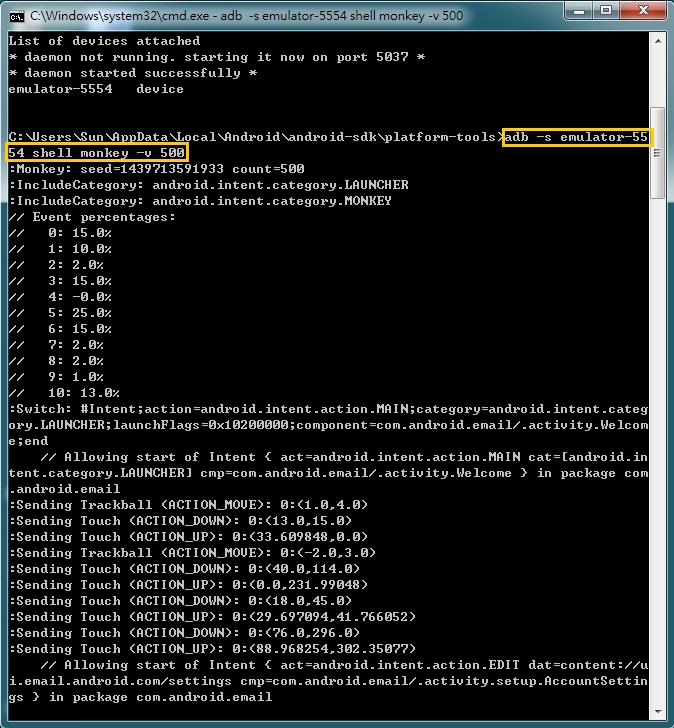 C:\Windows\system32\cmd.exe - adb  -s emulator-5554 shell monkey -v 500
List of devices attached
* daemon not running. starting it now on port 5037 *
* daemon started successfully *
emulator-5554   device
C:\Users\Sun\AppData\Local\Android\android-sdk\platform-tools>adb -s emulator-55
54 shell monkey -v 500
:Monkey: seed=1439713591933 count=500
:IncludeCategory: android.intent.category.LAUNCHER
:IncludeCategory: android.intent.category.MONKEY
// Event percentages:
//   0: 15.0%
//   1: 10.0%
//   2: 2.0%
//   3: 15.0%
//   4: -0.0%
//   5: 25.0%
//   6: 15.0%
//   7: 2.0%
//   8: 2.0%
//   9: 1.0%
//   10: 13.0%
:Switch: #Intent;action=android.intent.action.MAIN;category=android.intent.categ
ory.LAUNCHER;launchFlags=0x10200000;component=com.android.email/.activity.Welcom
e;end
    // Allowing start of Intent { act=android.intent.action.MAIN cat=[android.in
tent.category.LAUNCHER] cmp=com.android.email/.activity.Welcome } in package com
.android.email
:Sending Trackball (ACTION_MOVE): 0:(1.0,4.0)
:Sending Touch (ACTION_DOWN): 0:(13.0,15.0)
:Sending Touch (ACTION_UP): 0:(33.609848,0.0)
:Sending Trackball (ACTION_MOVE): 0:(-2.0,3.0)
:Sending Touch (ACTION_DOWN): 0:(40.0,114.0)
:Sending Touch (ACTION_UP): 0:(0.0,231.99048)
:Sending Touch (ACTION_DOWN): 0:(18.0,45.0)
:Sending Touch (ACTION_UP): 0:(29.697094,41.766052)
:Sending Touch (ACTION_DOWN): 0:(76.0,296.0)
:Sending Touch (ACTION_UP): 0:(88.968254,302.35077)
    // Allowing start of Intent { act=android.intent.action.EDIT dat=content://u
i.email.android.com/settings cmp=com.android.email/.activity.setup.AccountSettin
gs } in package com.android.email